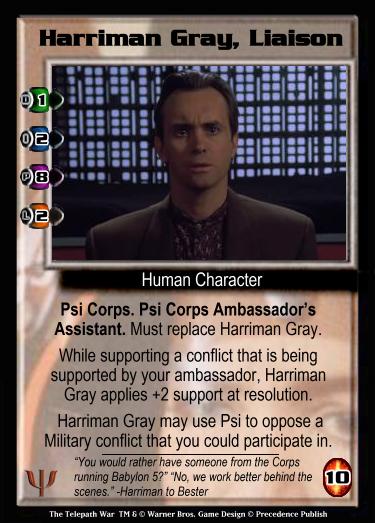 Harriman Gray, Liaison
D 1
I 2
P 8
L 2
Human Character
Psi Corps. Psi Corps Ambassador's
Assistant. Must replace Harriman Gray.
While supporting a conflict that is being
supported by your ambassador, Harriman
Gray applies +2 support at resolution.
Harriman Gray may use Psi to oppose a
Military conflict that you could participate in.
"You would rather have someone from the Corps
running Babylon 5?" "No, we work better behind the
scenes." -Harriman to Bester
10
The Telepath War TM & © Warner Bros. Game Design © Precedence Publish